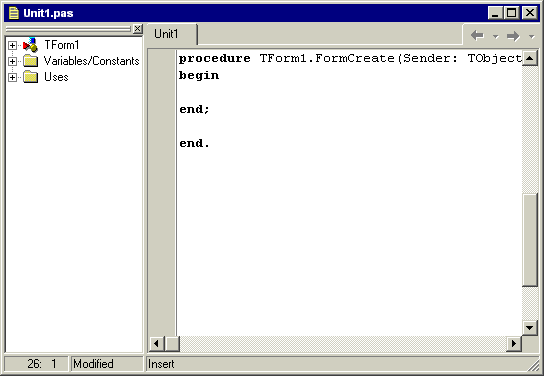 Unit1.pas
TForm1
Variables/Constants
Uses
Unit1
procedure TForm1.FormCreate(Sender: TObject
begin
end;
end.
26: 1
Modified
Insert